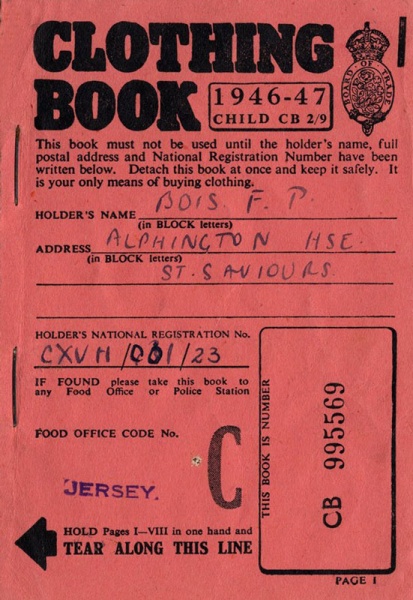 CLOTHING
BOOK
1946-47
CHILD CB 2/9
BOARD OF TRADE
This book must not be used until the holder's name, full
postal address and National Registration Number have been
written below. Detach this book at once and keep it safely. It
is your only means of buying clothing.
HOLDER'S NAME BOIS. F. P.
(in BLOCK letters)
ADDRESS ALPHINGTON HSE.
(in BLOCK letters)
ST. SAVIOURS.
HOLDER'S NATIONAL REGISTRATION No.
CXVH/001/23
IF FOUND please take this book to
any Food Office or Police Station
FOOD OFFICE CODE No.
C
JERSEY.
THIS BOOK IS NUMBER
CB 995569
HOLD Pages I—VIII in one hand and
TEAR ALONG THIS LINE
PAGE I